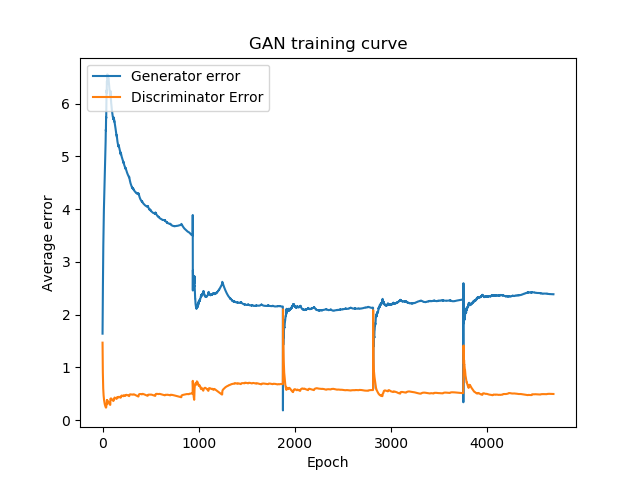 GAN training curve
Generator error
Discriminator Error
Average error
6
5
4
3
2
1
0
0 1000 2000 3000 4000
Epoch